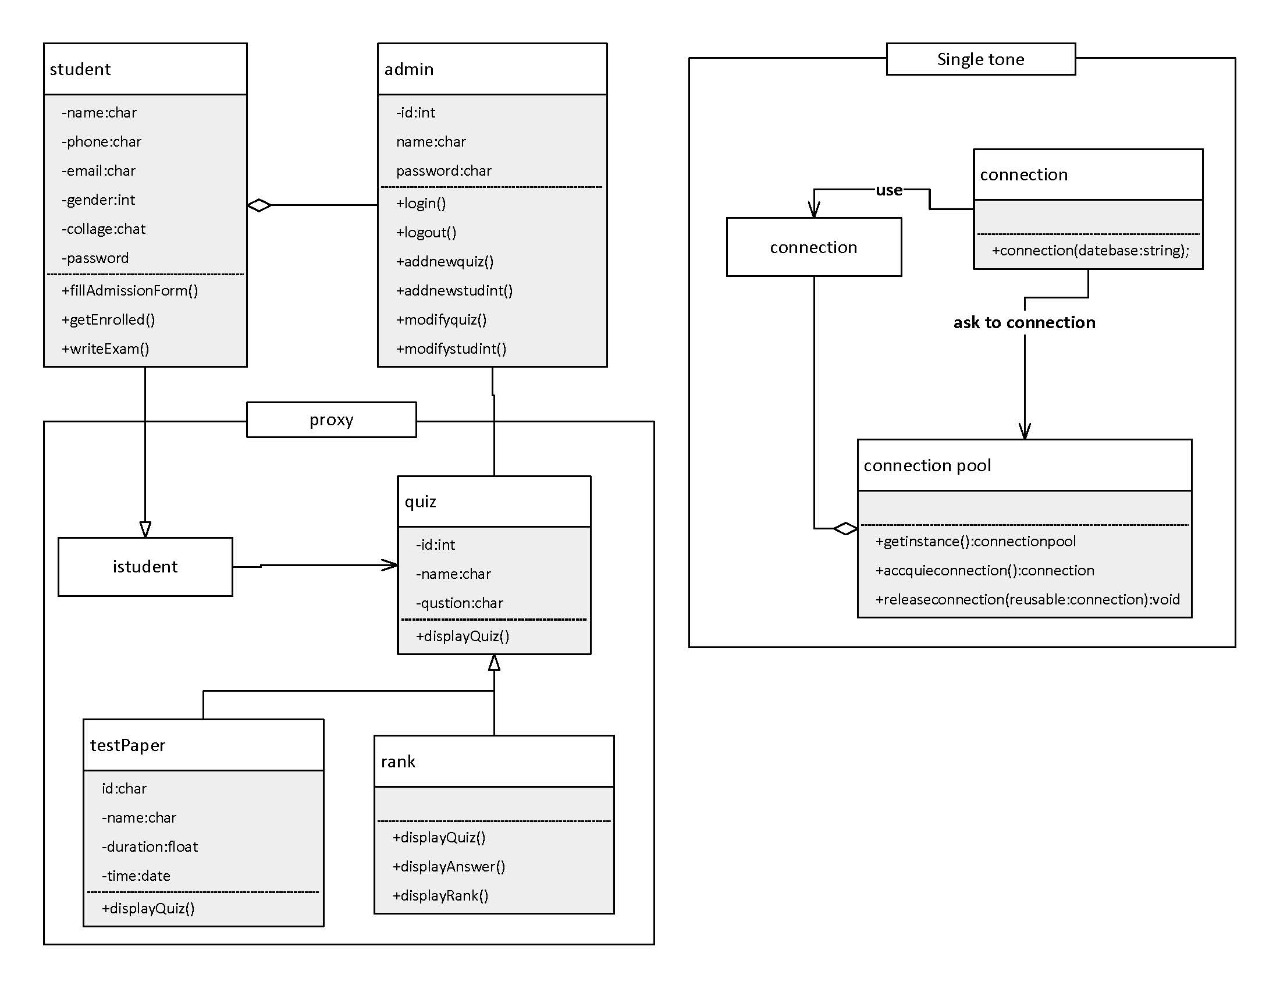 student
-name:char
-phone:char
-email:char
-gender:int
-collage:chat
-password
+fillAdmissionForm()
+getEnrolled()
+writeExam()
admin
-id:int
name:char
password:char
+login()
+logout()
+addnewquiz()
+addnewstudint()
+modifyquiz()
+modifystudint()
proxy
istudent
quiz
-id:int
-name:char
-qustion:char
+displayQuiz()
testPaper
id:char
-name:char
-duration:float
-time:date
+displayQuiz()
rank
+displayQuiz()
+displayAnswer()
+displayRank()
Single tone
connection
+connection(datebase:string);
use
connection
ask to connection
connection pool
+getinstance():connectionpool
+accquieconnection():connection
+releaseconnection(reusable:connection):void